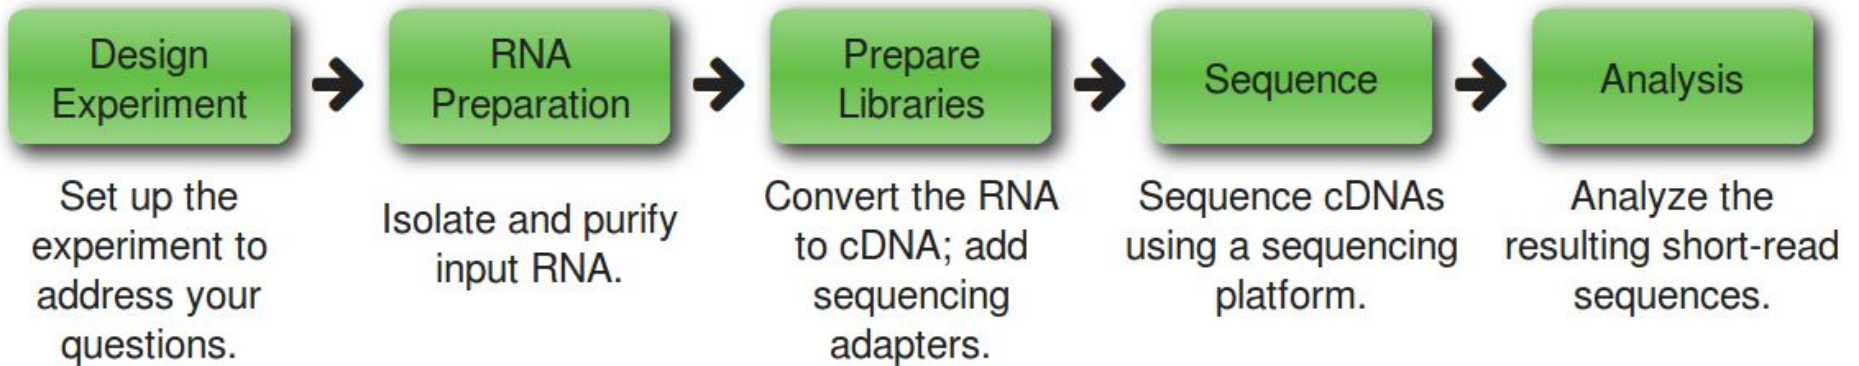 Design
Experiment
RNA
Preparation
Prepare
Libraries
Sequence
Analysis
Set up the
experiment to
address your
questions.
Isolate and purify
input RNA.
Convert the RNA
to cDNA; add
sequencing
adapters.
Sequence cDNAs
using a sequencing
platform.
Analyze the
resulting short-read
sequences.